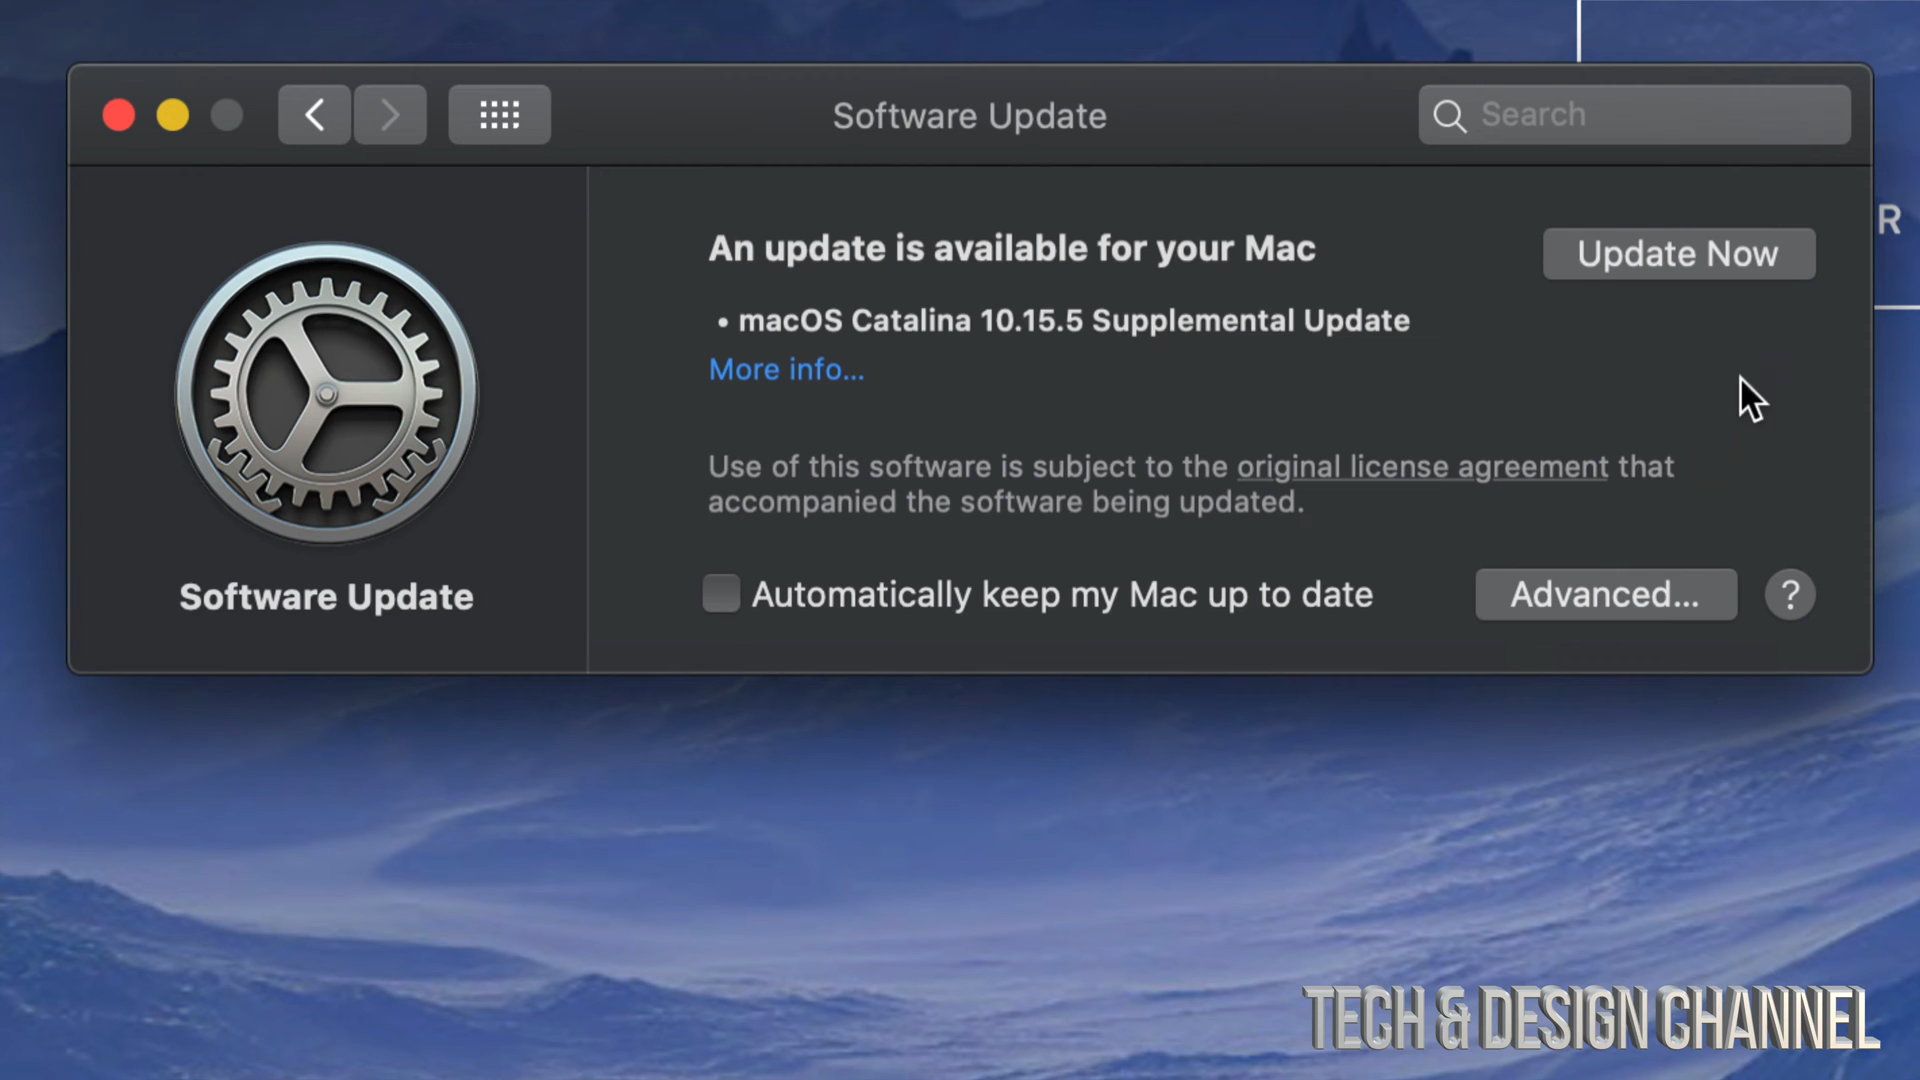 Software Update
Search
R
An update is available for your Mac
Update Now
• macOS Catalina 10.15.5 Supplemental Update
More info...
Use of this software is subject to the original license agreement that
accompanied the software being updated.
Software Update
Automatically keep my Mac up to date
Advanced...
?
TECH & DESIGN CHANNEL